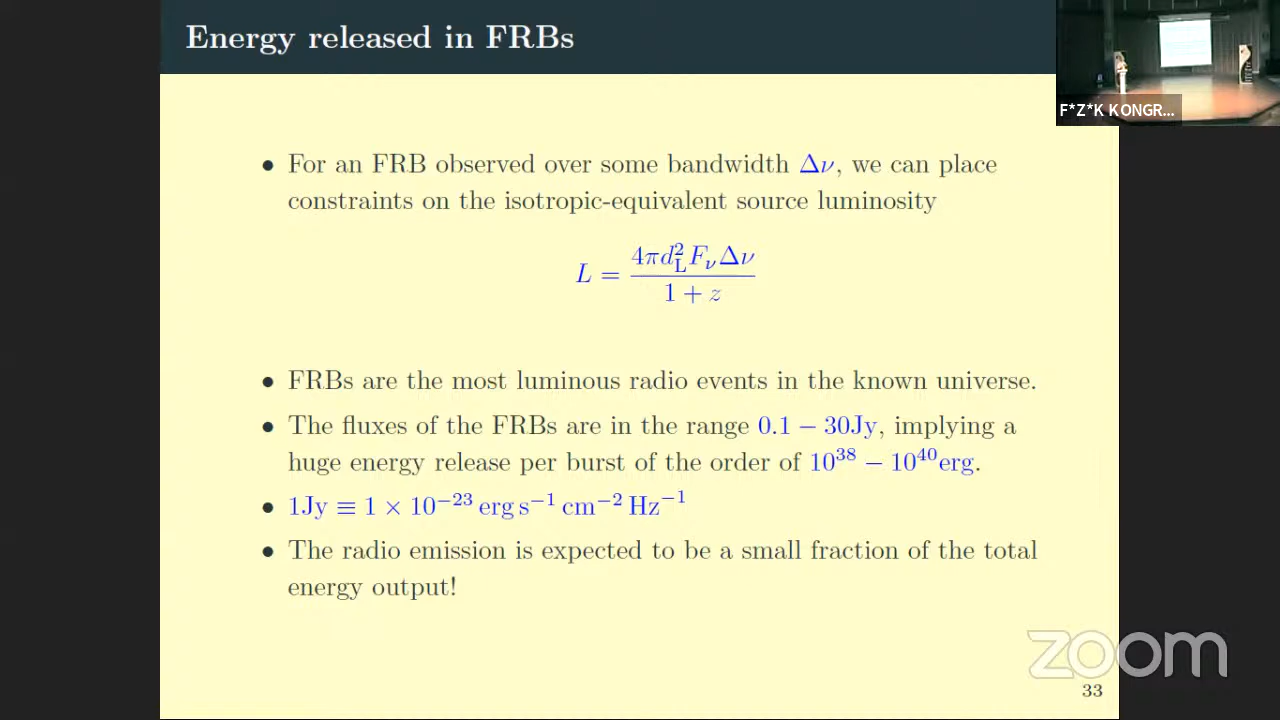 Energy released in FRBs
F*Z*K KONGR...
• For an FRB observed over some bandwidth Δν, we can place
constraints on the isotropic-equivalent source luminosity
L = 4πd_L^2 F_ν Δν / (1 + z)
• FRBs are the most luminous radio events in the known universe.
• The fluxes of the FRBs are in the range 0.1 − 30Jy, implying a
huge energy release per burst of the order of 10^38 − 10^40 erg.
• 1Jy ≡ 1 × 10^−23 erg s^−1 cm^−2 Hz^−1
• The radio emission is expected to be a small fraction of the total
energy output!
zoom
33